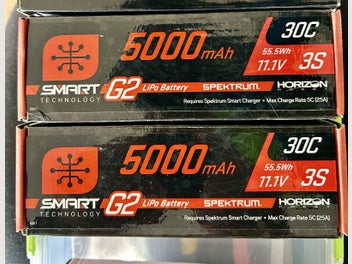 5000mAh
30C
55.5Wh
11.1V 3S
SMART
TECHNOLOGY
G2 LiPo Battery
SPEKTRUM
HORIZON
Requires Spektrum Smart Charger • Max Charge Rate 5C (25A)
5000mAh
30C
55.5Wh
11.1V 3S
SMART
TECHNOLOGY
G2 LiPo Battery
SPEKTRUM
HORIZON
Requires Spektrum Smart Charger • Max Charge Rate 5C (25A)